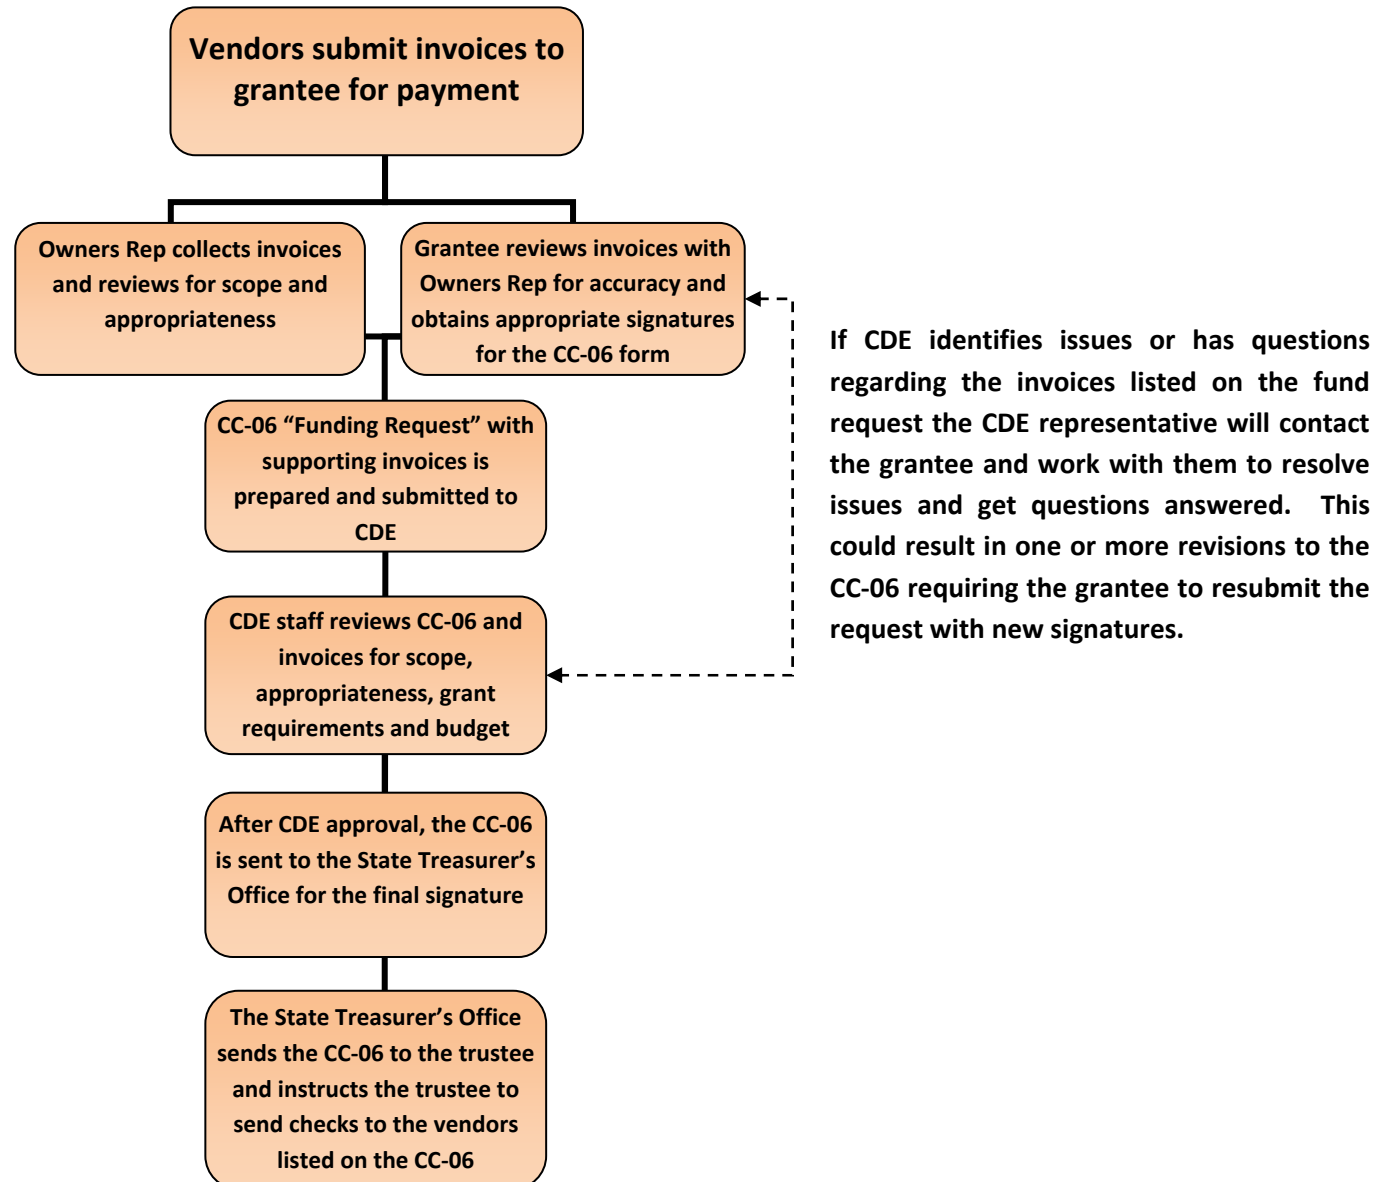 Vendors submit invoices to
grantee for payment
Owners Rep collects invoices
and reviews for scope and
appropriateness
Grantee reviews invoices with
Owners Rep for accuracy and
obtains appropriate signatures
for the CC-06 form
If CDE identifies issues or has questions
regarding the invoices listed on the fund
request the CDE representative will contact
the grantee and work with them to resolve
issues and get questions answered.  This
could result in one or more revisions to the
CC-06 requiring the grantee to resubmit the
request with new signatures.
CC-06 “Funding Request” with
supporting invoices is
prepared and submitted to
CDE
CDE staff reviews CC-06 and
invoices for scope,
appropriateness, grant
requirements and budget
After CDE approval, the CC-06
is sent to the State Treasurer’s
Office for the final signature
The State Treasurer’s Office
sends the CC-06 to the trustee
and instructs the trustee to
send checks to the vendors
listed on the CC-06